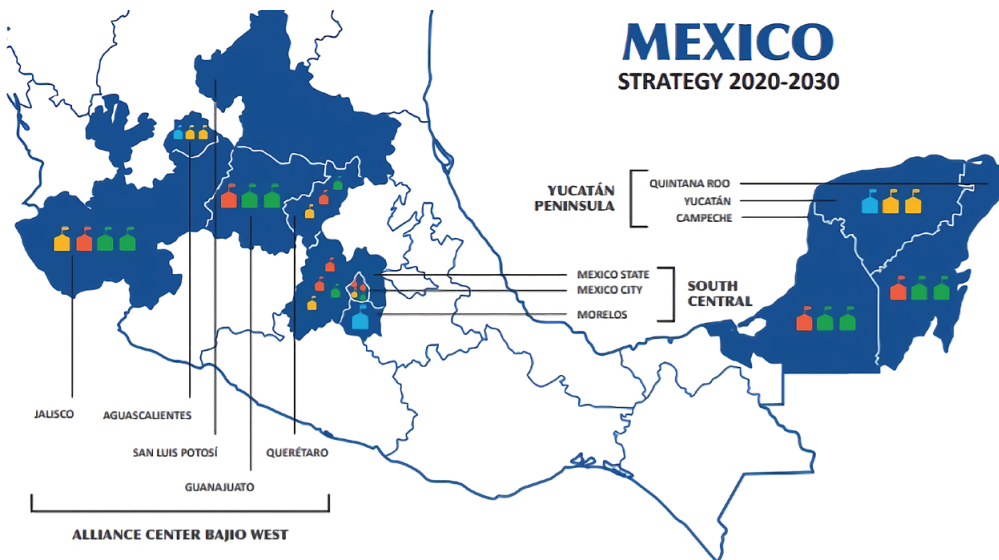 MEXICO
STRATEGY 2020-2030
YUCATÁN
PENINSULA
QUINTANA ROO
YUCATÁN
CAMPECHE
MEXICO STATE
MEXICO CITY
MORELOS
SOUTH
CENTRAL
JALISCO
AGUASCALIENTES
SAN LUIS POTOSÍ
QUERÉTARO
GUANAJUATO
ALLIANCE CENTER BAJIO WEST